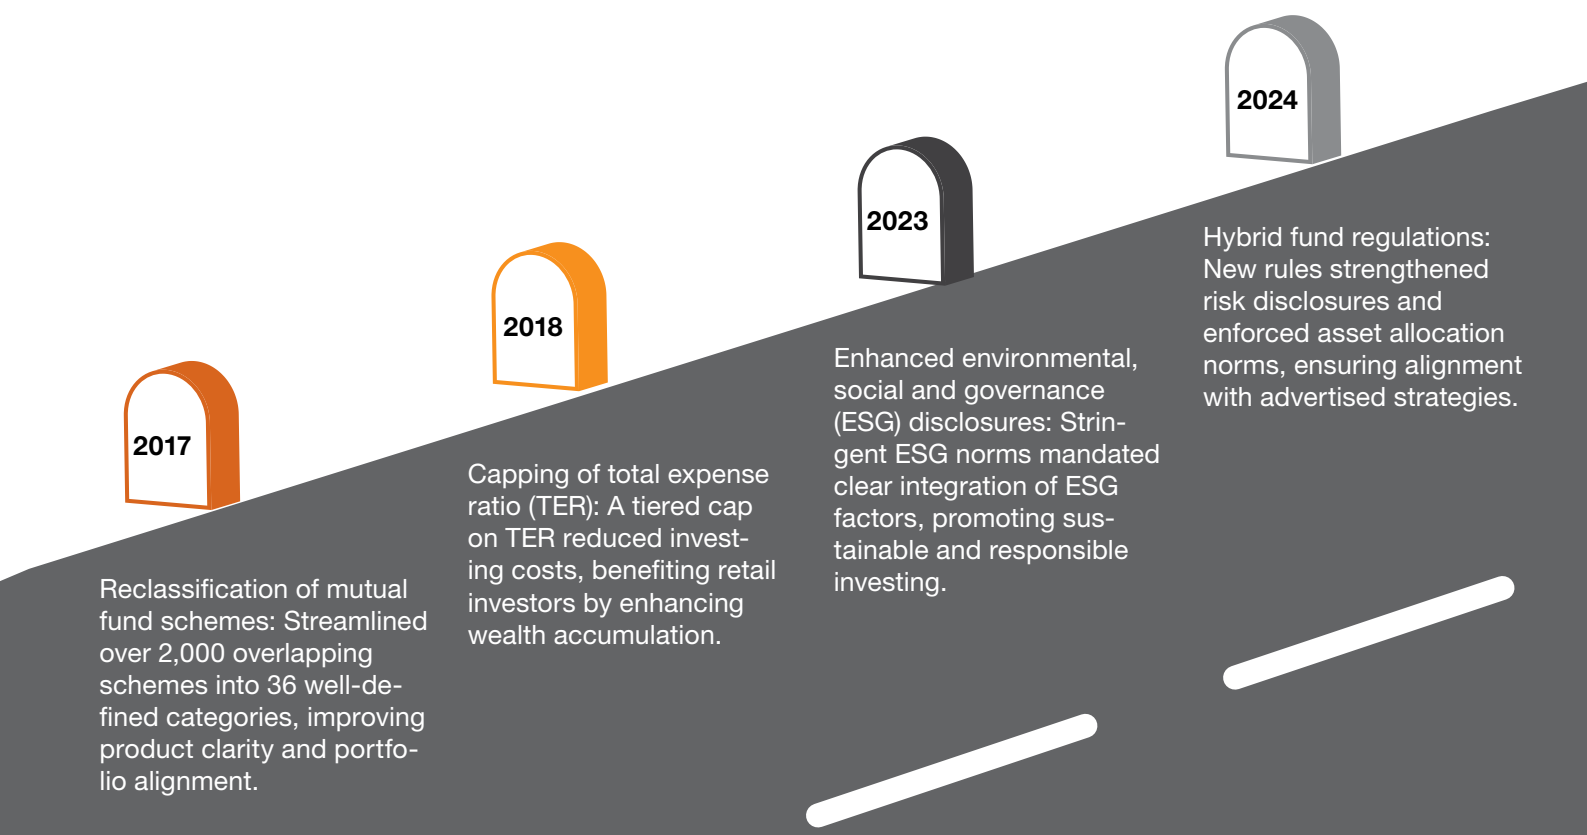 2017
Reclassification of mutual
fund schemes: Streamlined
over 2,000 overlapping
schemes into 36 well-de-
fined categories, improving
product clarity and portfo-
lio alignment.
2018
Capping of total expense
ratio (TER): A tiered cap
on TER reduced invest-
ing costs, benefiting retail
investors by enhancing
wealth accumulation.
2023
Enhanced environmental,
social and governance
(ESG) disclosures: Strin-
gent ESG norms mandated
clear integration of ESG
factors, promoting sus-
tainable and responsible
investing.
2024
Hybrid fund regulations:
New rules strengthened
risk disclosures and
enforced asset allocation
norms, ensuring alignment
with advertised strategies.